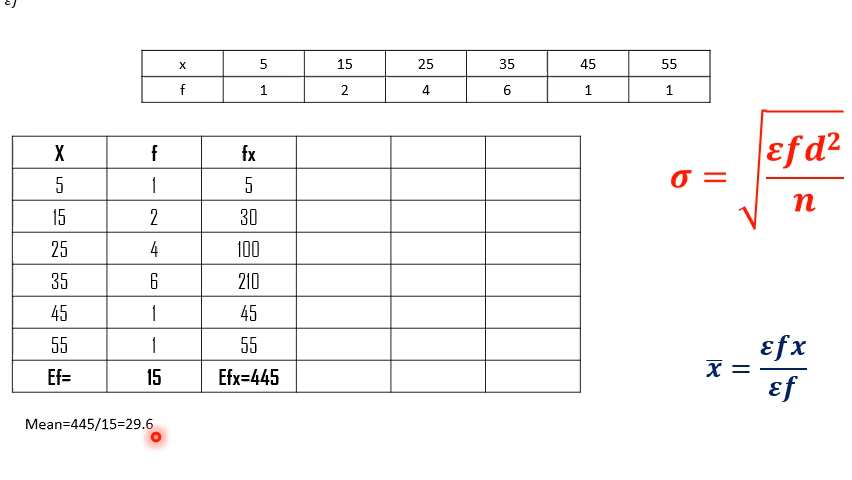 εf
x 5 15 25 35 45 55
f 1 2 4 6 1 1
X f fx
5 1 5
15 2 30
25 4 100
35 6 210
45 1 45
55 1 55
Ef= 15 Efx=445
Mean=445/15=29.6
σ = √(εfd²/n)
x̅ = εfx/εf